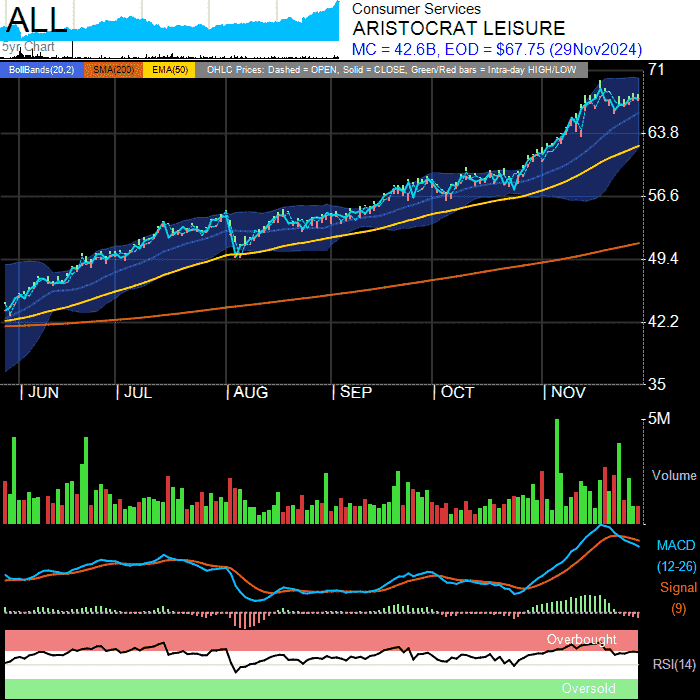 ALL
5yr Chart
Consumer Services
ARISTOCRAT LEISURE
MC = 42.6B, EOD = $67.75 (29Nov2024)
BollBands(20,2) SMA(200) EMA(50) OHLC Prices: Dashed = OPEN, Solid = CLOSE, Green/Red bars = Intra-day HIGH/LOW
71
63.8
56.6
49.4
42.2
35
| JUN | JUL | AUG | SEP | OCT | NOV
5M
Volume
MACD
(12-26)
Signal
(9)
Overbought
RSI(14)
Oversold